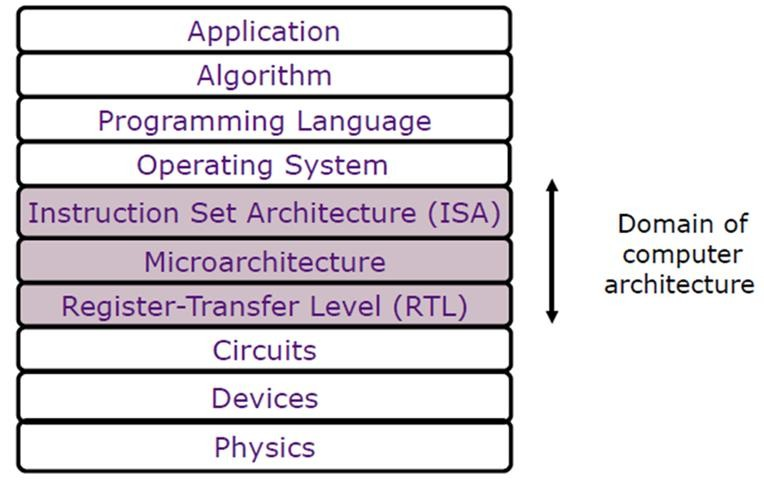 Application
Algorithm
Programming Language
Operating System
Instruction Set Architecture (ISA)
Microarchitecture
Register-Transfer Level (RTL)
Circuits
Devices
Physics
Domain of
computer
architecture